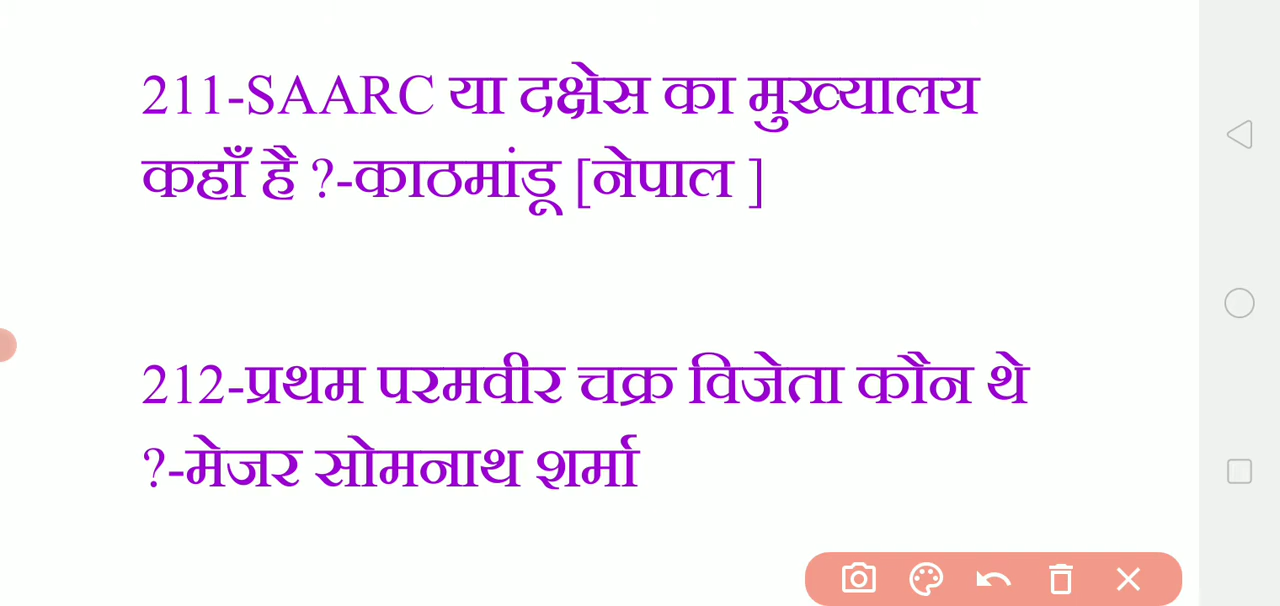 211-SAARC या दक्षेस का मुख्यालय
कहाँ है ?-काठमांडू [नेपाल ]
212-प्रथम परमवीर चक्र विजेता कौन थे
?-मेजर सोमनाथ शर्मा